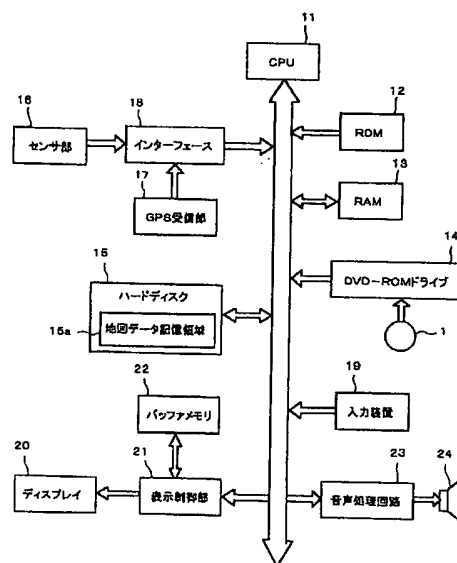 11
CPU
16
センサ部
18
インターフェース
12
ROM
17
GPS受信部
13
RAM
15
ハードディスク
15a
地図データ記憶領域
14
DVD-ROMドライブ
1
22
バッファメモリ
19
入力装置
20
ディスプレイ
21
表示制御部
23
音声処理回路
24